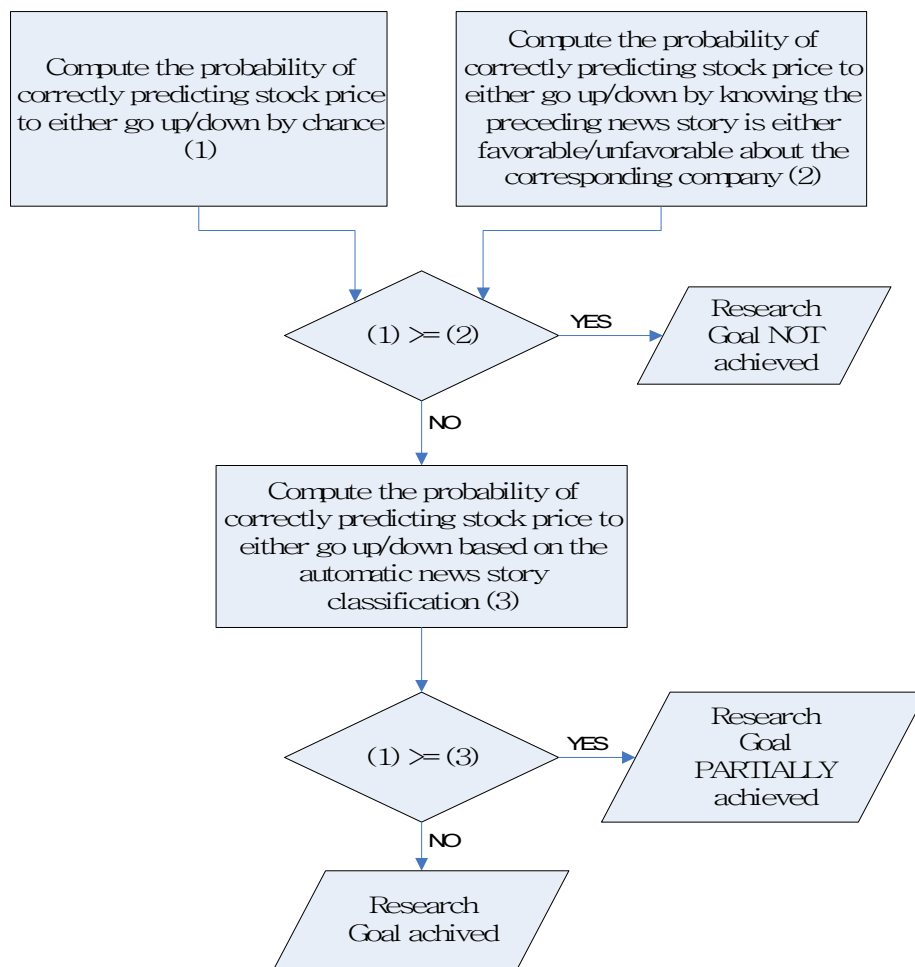 Compute the probability of
correctly predicting stock price
to either go up/down by chance
(1)
Compute the probability of
correctly predicting stock price to
either go up/down by knowing the
preceding news story is either
favorable/unfavorable about the
corresponding company (2)
(1) >= (2)
YES
Research
Goal NOT
achieved
NO
Compute the probability of
correctly predicting stock price to
either go up/down based on the
automatic news story
classification (3)
(1) >= (3)
YES
Research
Goal
PARTIALLY
achieved
NO
Research
Goal achived